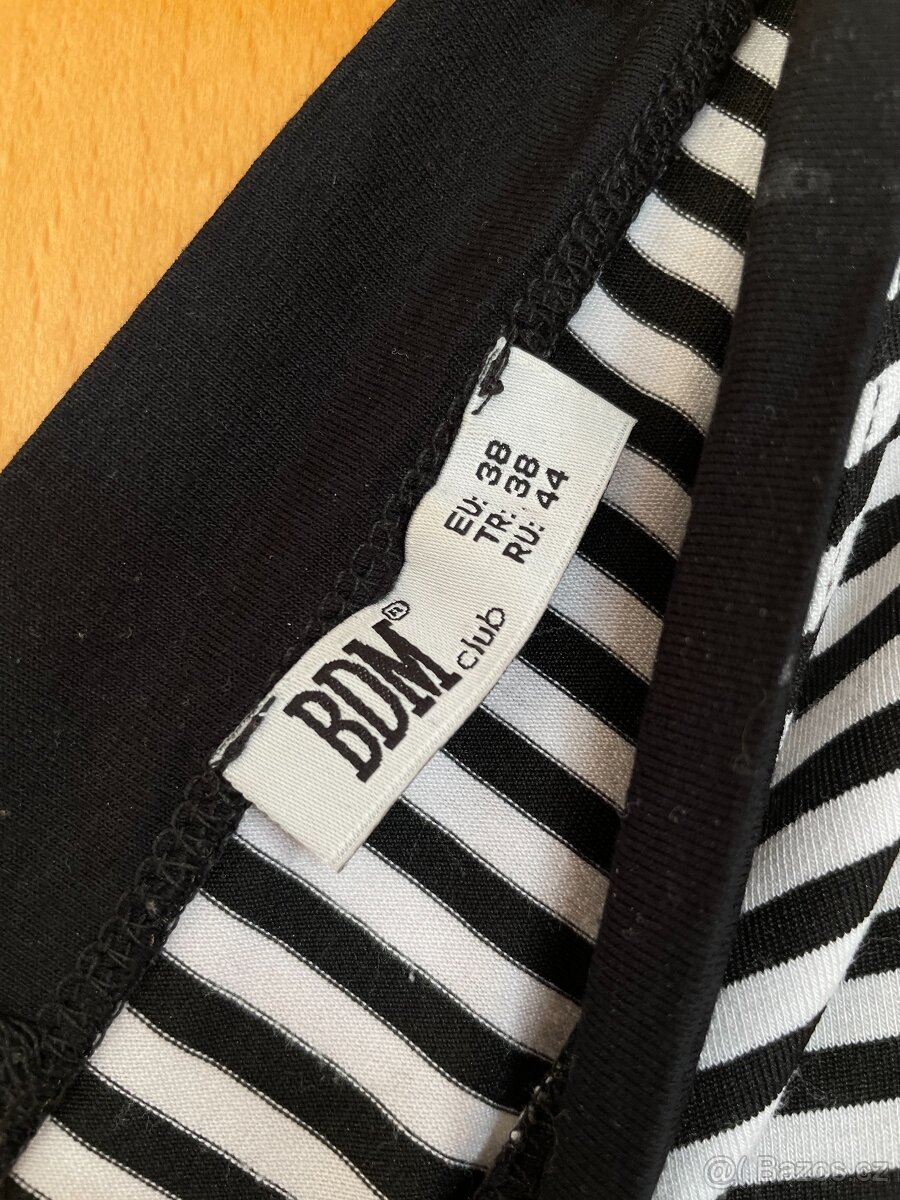 EU: 38
TR: 38
RU: 44
BDM®
club
@( Bazos.cz